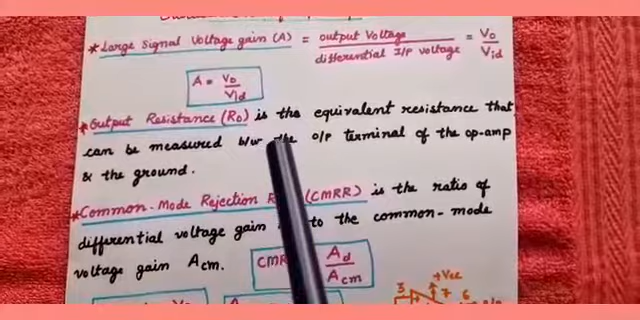 *Large Signal Voltage gain (A) = output Voltage / differential I/P voltage = Vo / Vid
A = Vo / Vid
*Output Resistance (Ro) is the equivalent resistance that
can be measured b/w the o/p terminal of the op-amp
& the ground.
*Common-Mode Rejection (CMRR) is the ratio of
differential voltage gain to the common-mode
voltage gain Acm. CMR Ad / Acm
+Vcc
3 7 6